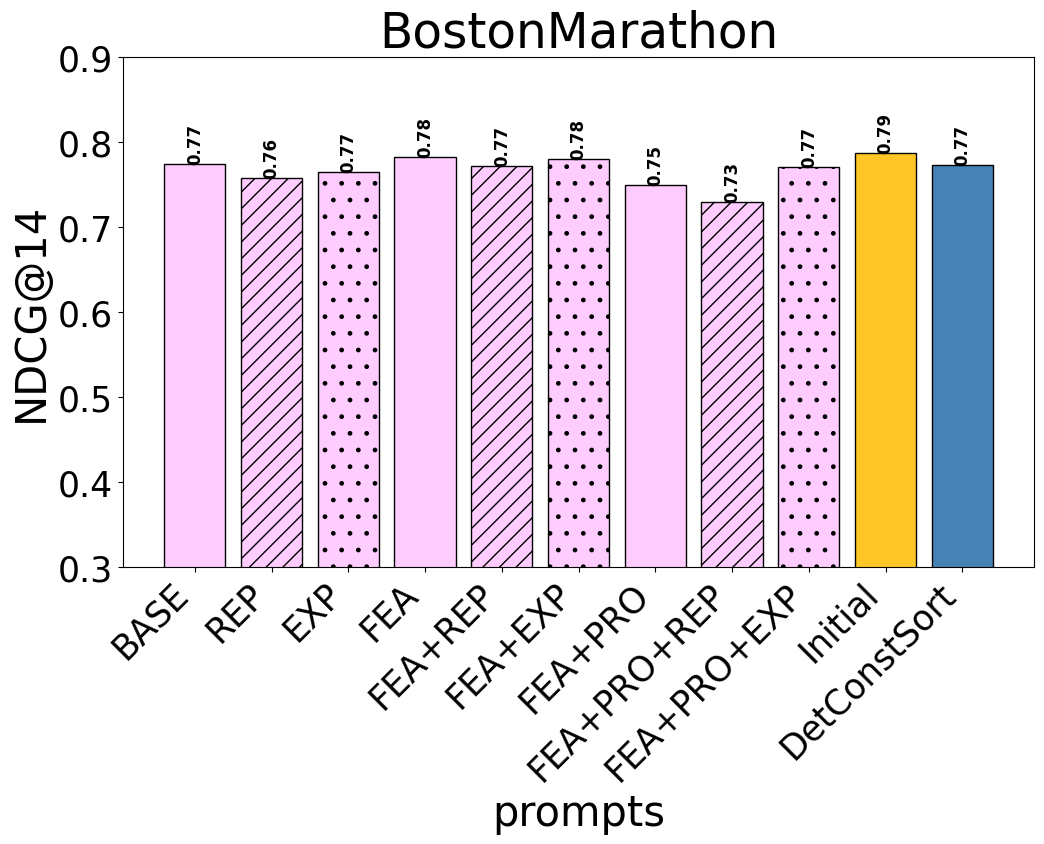 BostonMarathon
NDCG@14
0.9
0.8
0.7
0.6
0.5
0.4
0.3
0.77
0.76
0.77
0.78
0.77
0.78
0.75
0.73
0.77
0.79
0.77
BASE
REP
EXP
FEA
FEA+REP
FEA+EXP
FEA+PRO
FEA+PRO+REP
FEA+PRO+EXP
Initial
DetConstSort
prompts